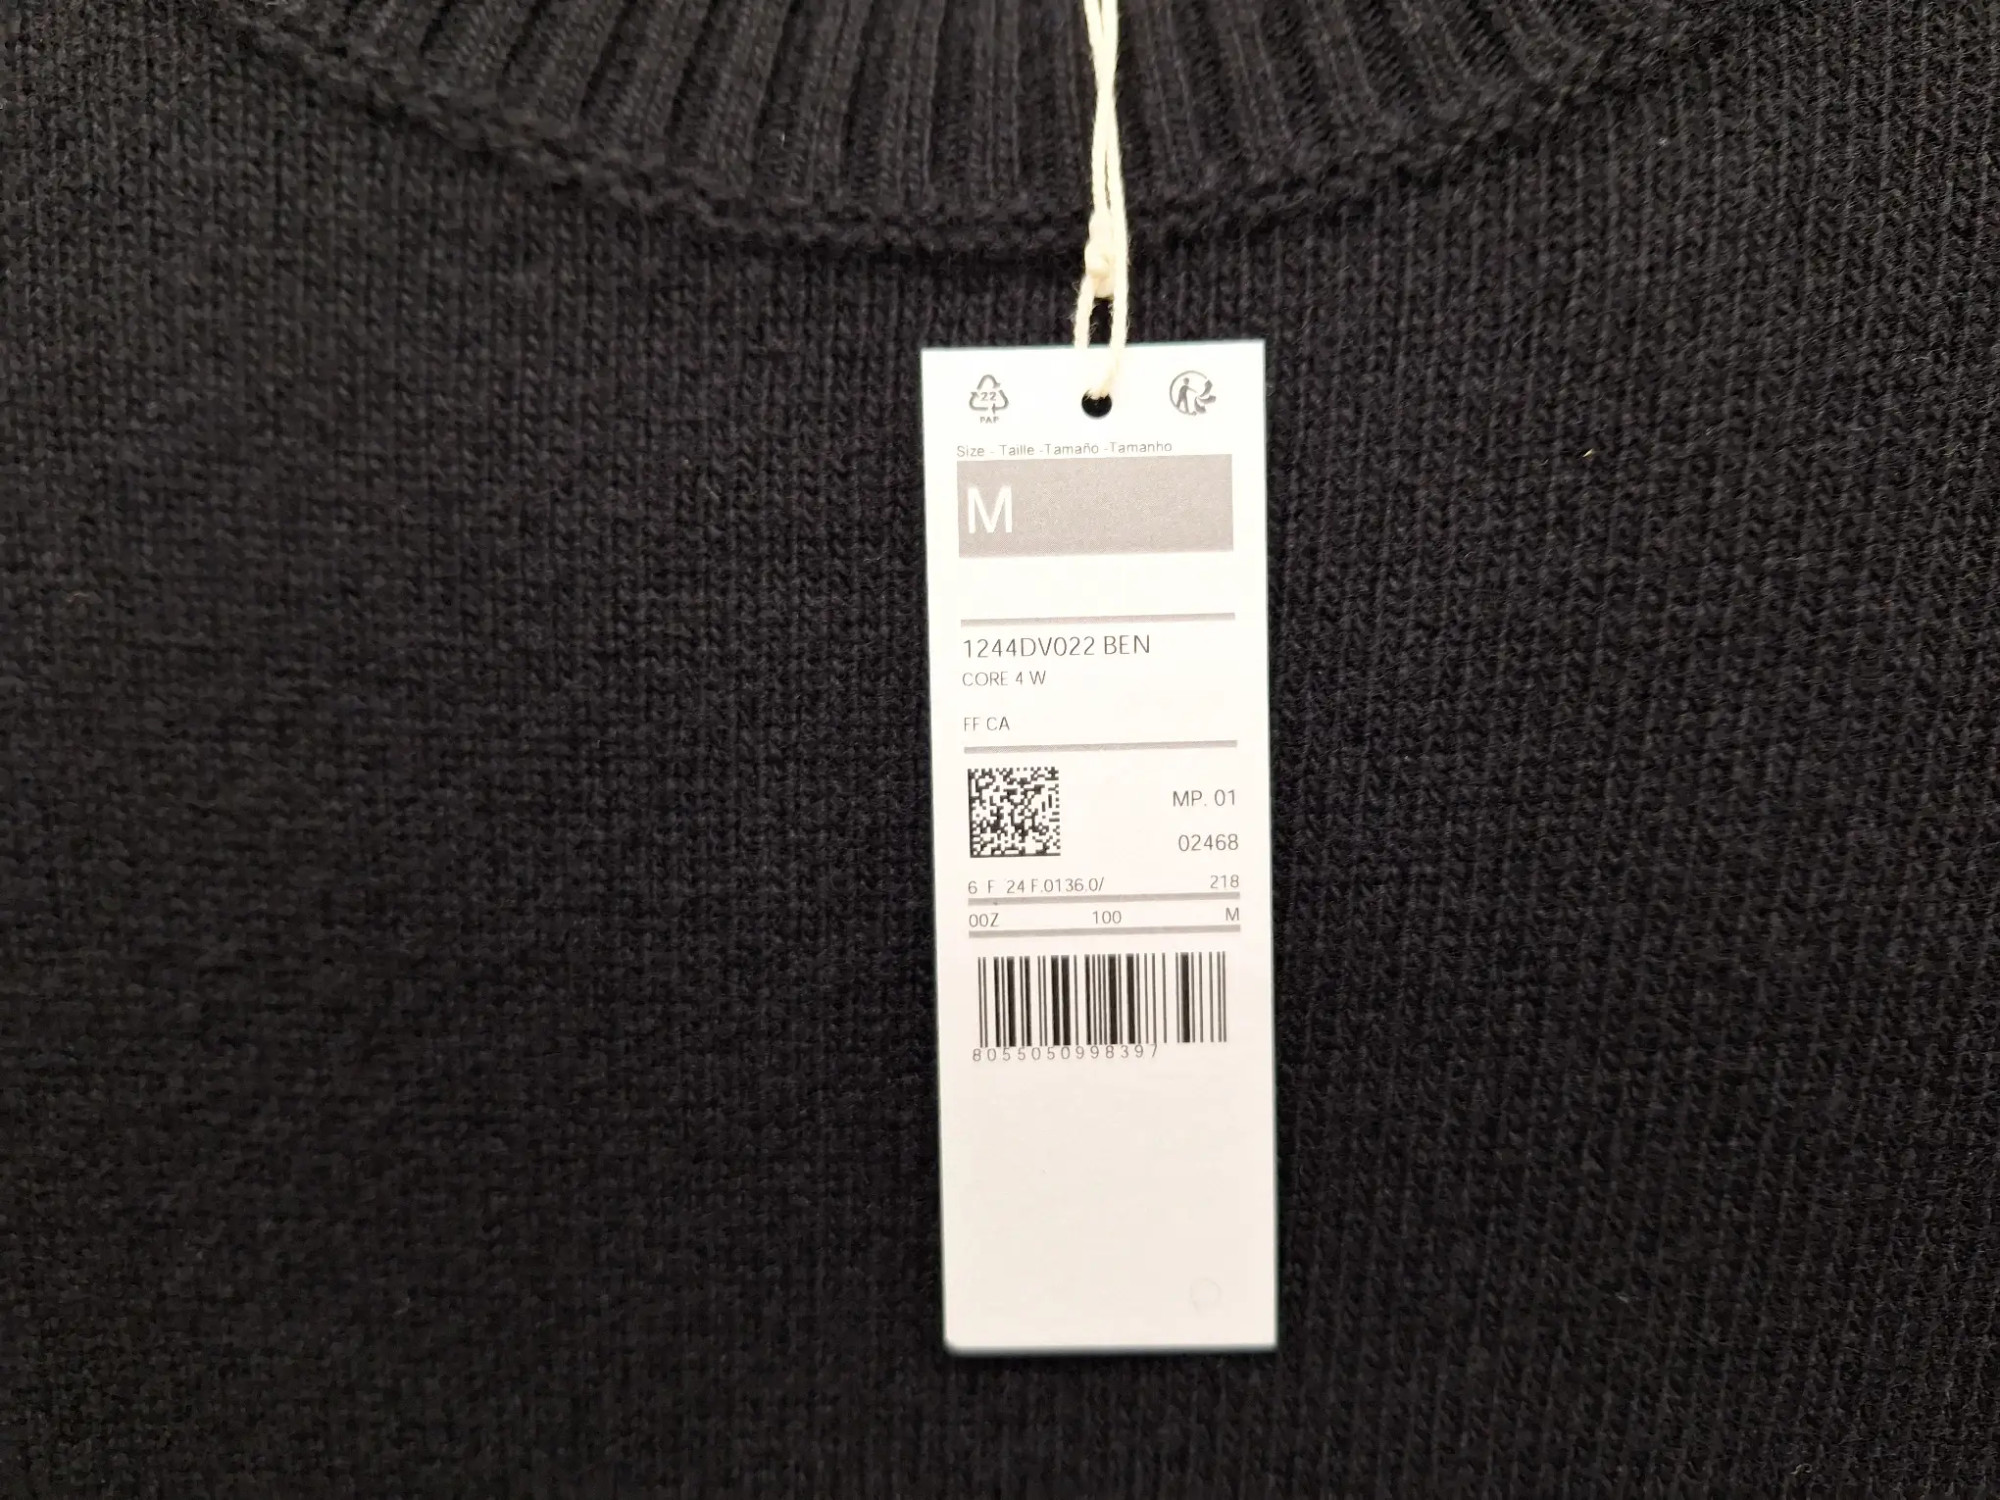 22
PAP
Size - Taille -Tamaño -Tamanho
M
1244DV022 BEN
CORE 4 W
FF CA
MP. 01
02468
6 F 24 F.0136.0/ 218
00Z 100 M
8055050998397